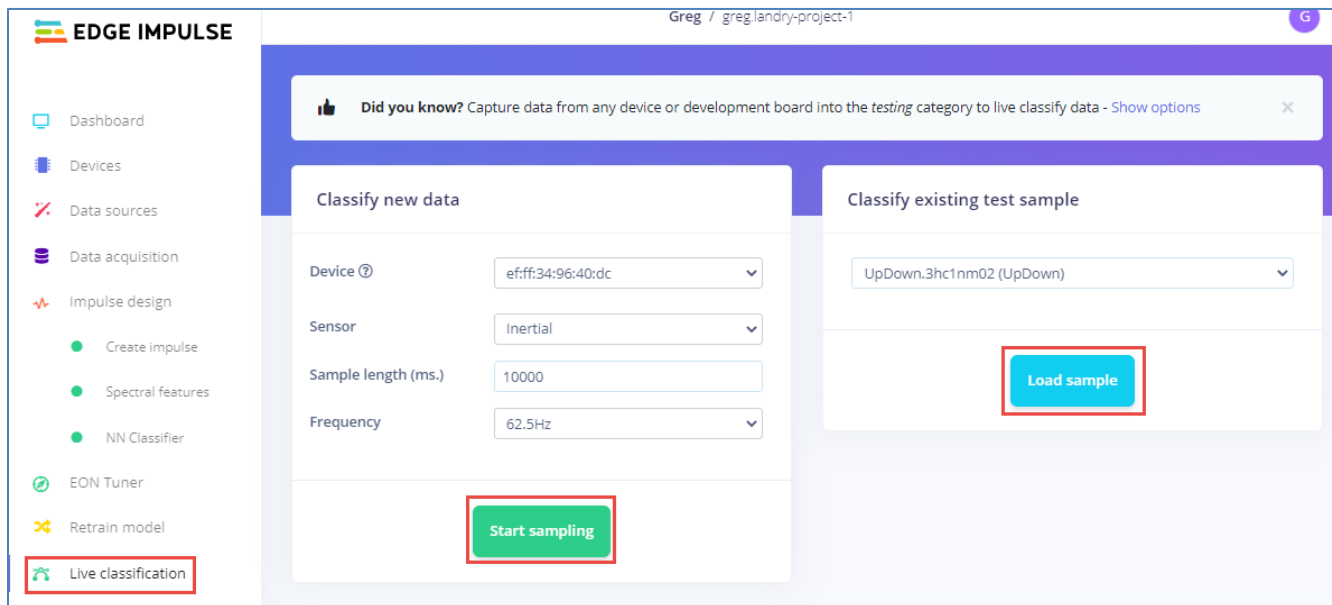 EDGE IMPULSE
Greg / greg.landry-project-1
G
Dashboard
Devices
Data sources
Data acquisition
Impulse design
Create impulse
Spectral features
NN Classifier
EON Tuner
Retrain model
Live classification
Did you know? Capture data from any device or development board into the testing category to live classify data - Show options ×
Classify new data
Device ?
ef:ff:34:96:40:dc
Sensor
Inertial
Sample length (ms.)
10000
Frequency
62.5Hz
Start sampling
Classify existing test sample
UpDown.3hc1nm02 (UpDown)
Load sample